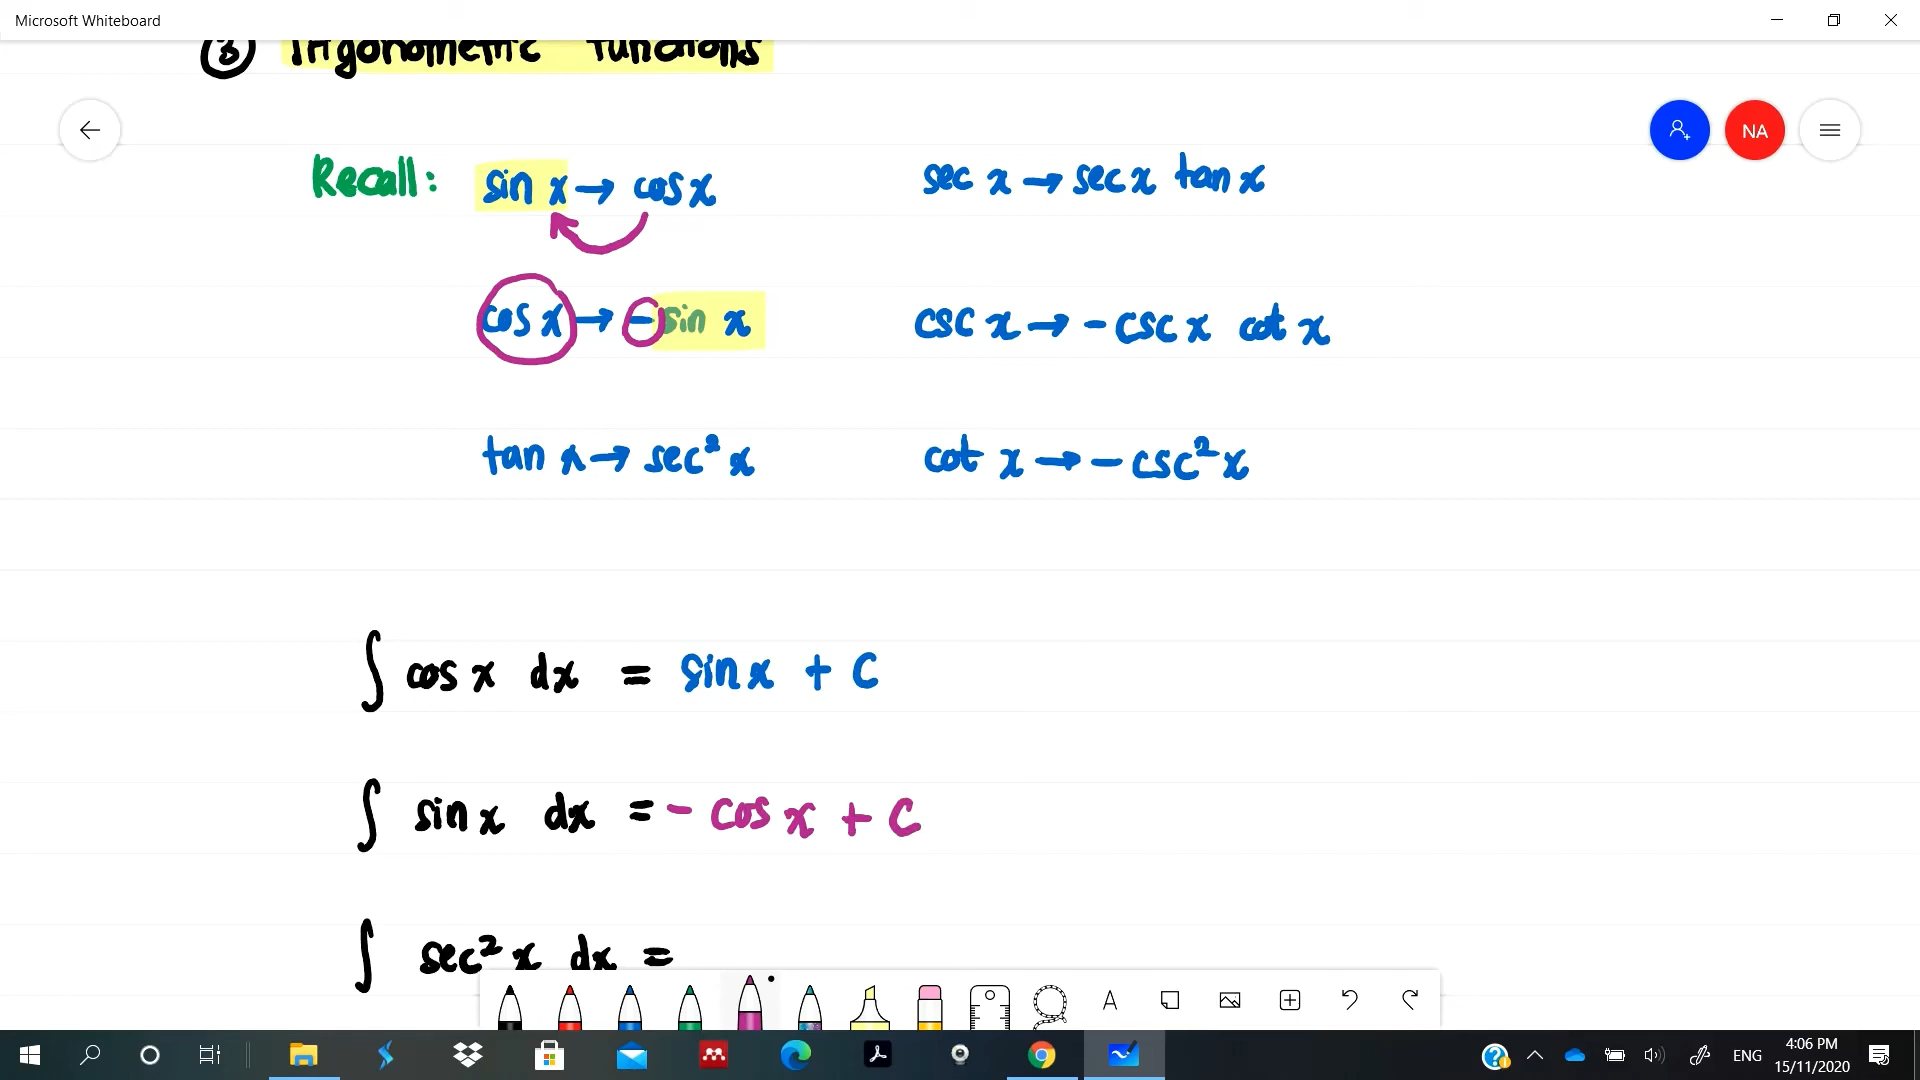 Microsoft Whiteboard
③ Trigonometric functions
NA
Recall: sin x → cos x sec x → sec x tan x
cos x → - sin x csc x → - csc x cot x
tan x → sec² x cot x → - csc² x
∫ cos x dx = sin x + C
∫ sin x dx = - cos x + C
∫ sec² x dx =
A
ENG
4:06 PM
15/11/2020